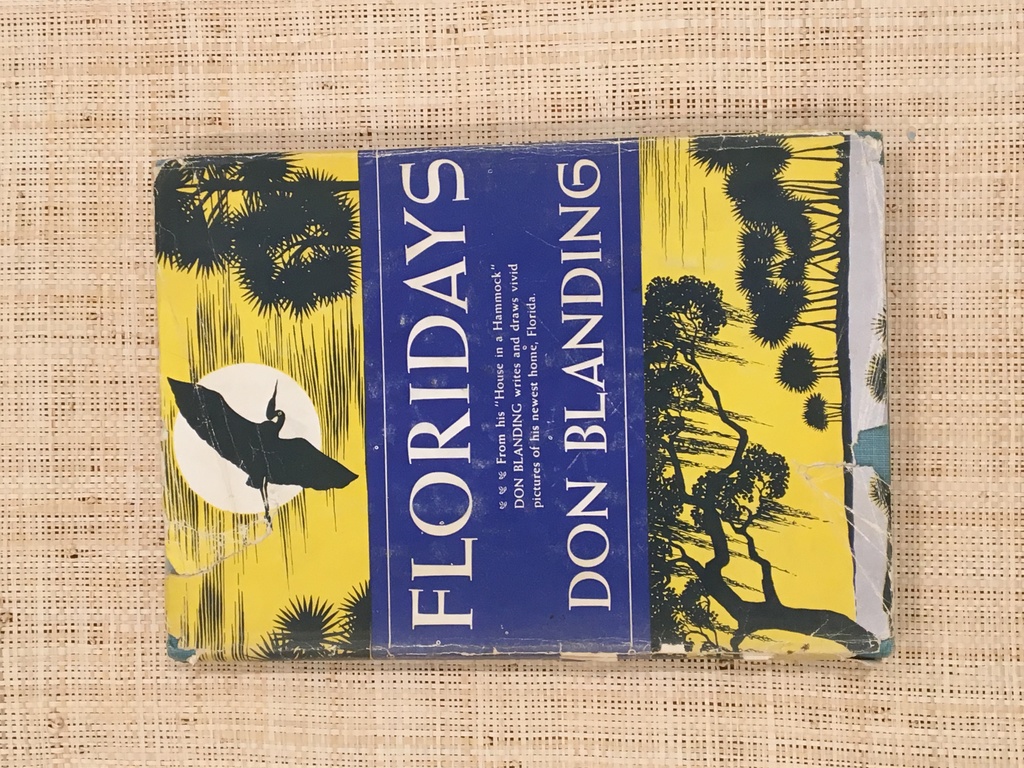 FLORIDAYS
From his "House in a Hammock"
DON BLANDING writes and draws vivid
pictures of his newest home, Florida.
DON BLANDING